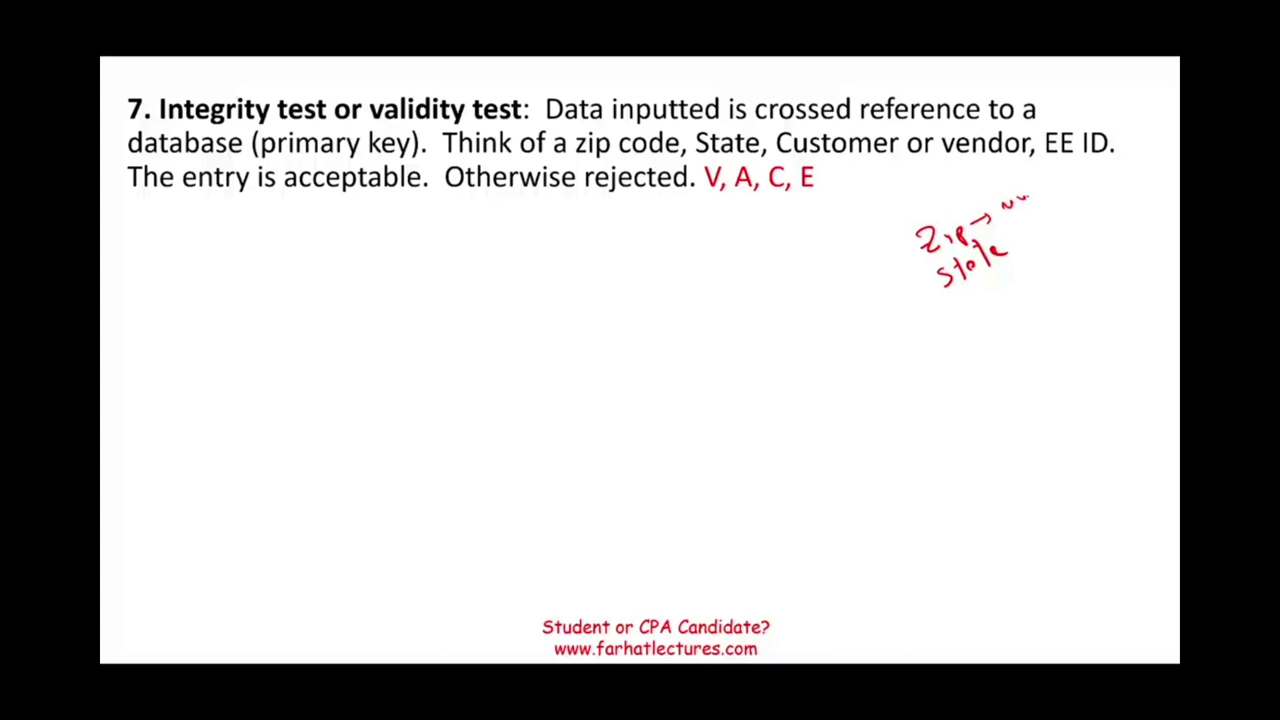 7. Integrity test or validity test:  Data inputted is crossed reference to a
database (primary key).  Think of a zip code, State, Customer or vendor, EE ID.
The entry is acceptable.  Otherwise rejected. V, A, C, E
Zip →
State
Student or CPA Candidate?
www.farhatlectures.com